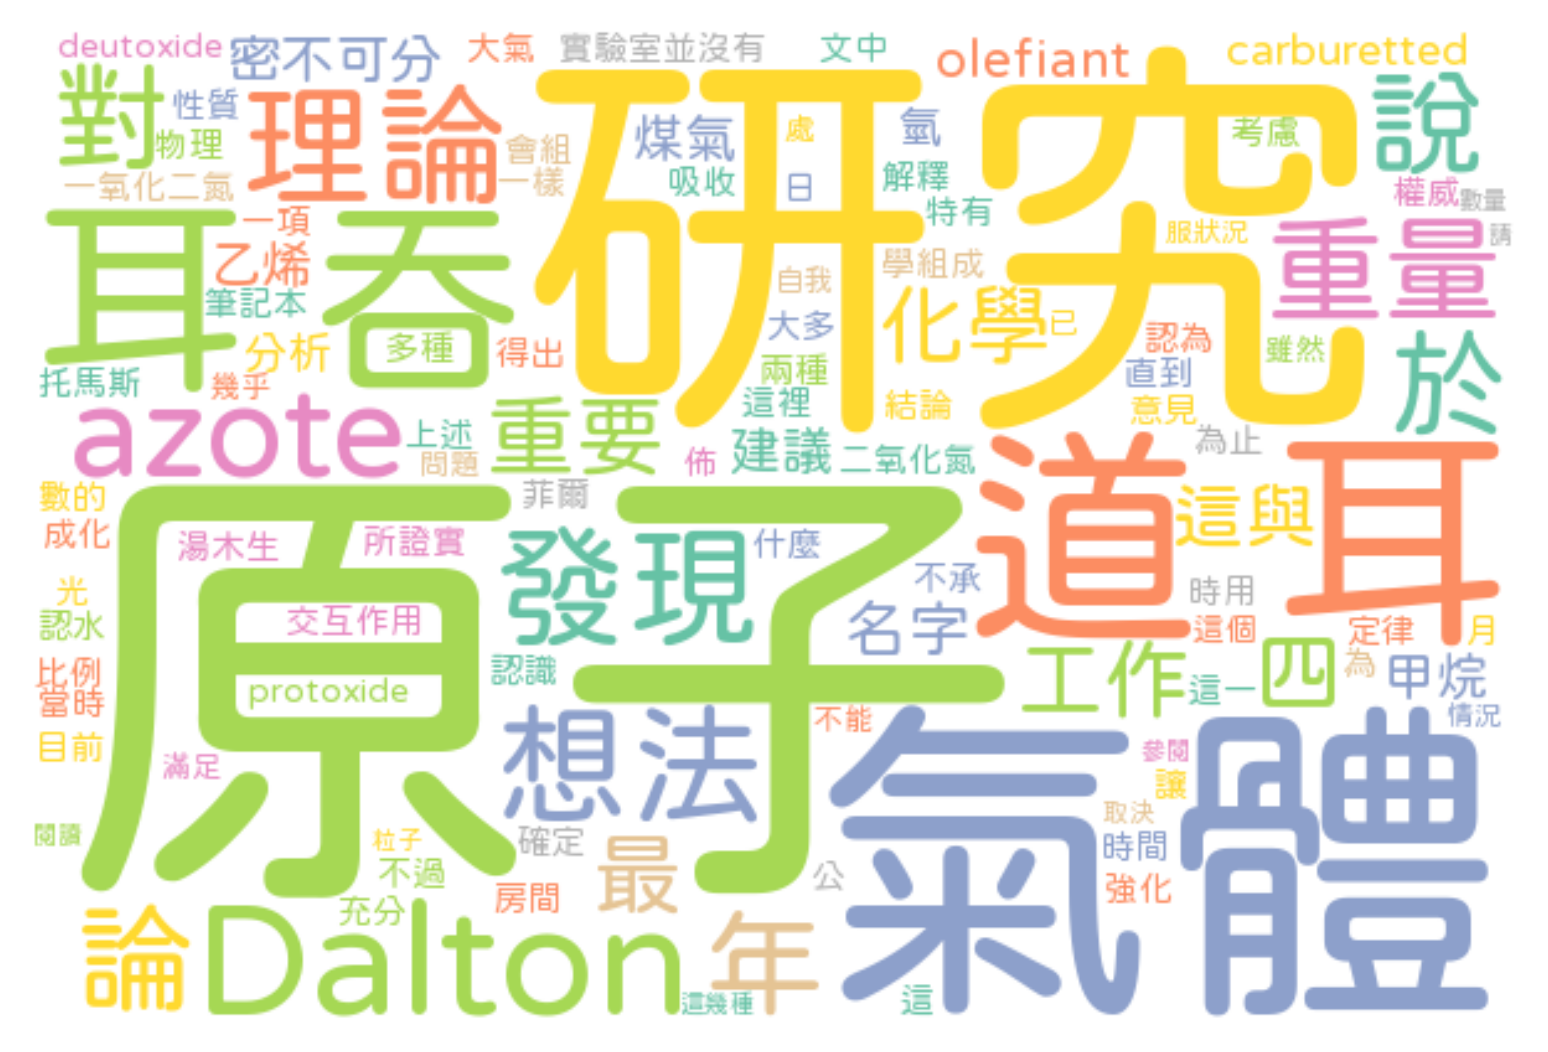 deutoxide
密不可分
大氣
實驗室並沒有
文中
olefiant
carburetted
對
性質
物理
理論
會組
一樣
研究
煤氣
處
氫
考慮
說
一氧化二氮
吸收
日
解釋
特有
權威
數量
請
耳吞
一項
乙烯
筆記本
服狀況
重量
學組成
自我
大多
化學
已
認為
雖然
分析
多種
得出
兩種
直到
於
托馬斯
幾乎
azote
上述
問題
重要
這裡
結論
意見
建議
二氧化氮
佈
為止
數的
成化
菲爾
道耳
這與
原子
湯木生
所證實
發現
什麼
不承
時用
光
認水
交互作用
名字
這個
定律
月
比例
當時
protoxide
認識
工作
這一
四
為
甲烷
情況
目前
滿足
想法
不能
氣體
參閱
讓
取決
閱讀
粒子
不過
確定
最
公
時間
強化
充分
房間
論
Dalton
年
這幾種
這